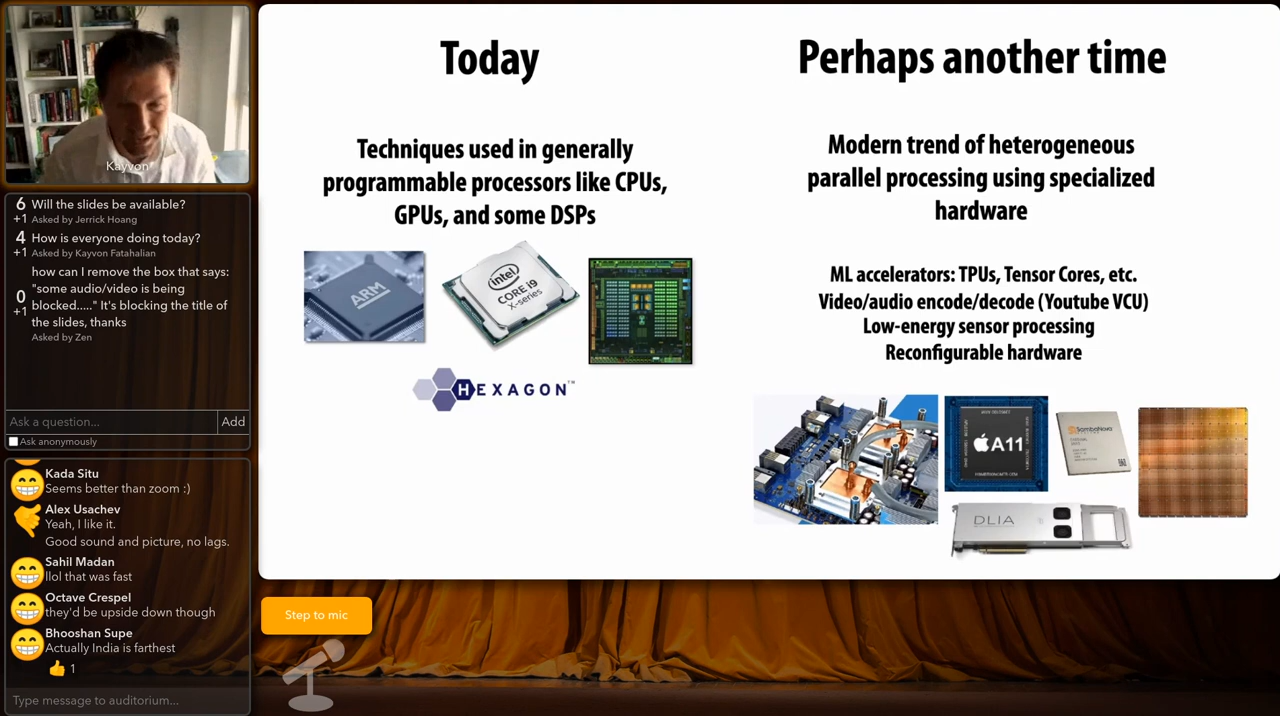 Kayvon
6 Will the slides be available?
+1 Asked by Jerrick Hoang
4 How is everyone doing today?
+1 Asked by Kayvon Fatahalian
how can I remove the box that says:
"some audio/video is being
0 blocked....." It's blocking the title of
+1 the slides, thanks
Asked by Zen
Ask a question...
Add
Ask anonymously
Kada Situ
Seems better than zoom :)
Alex Usachev
Yeah, I like it.
Good sound and picture, no lags.
Sahil Madan
llol that was fast
Octave Crespel
they'd be upside down though
Bhooshan Supe
Actually India is farthest
👍 1
Type message to auditorium...
Today
Techniques used in generally
programmable processors like CPUs,
GPUs, and some DSPs
ARM
intel
CORE i9
X-series
HEXAGON™
Perhaps another time
Modern trend of heterogeneous
parallel processing using specialized
hardware
ML accelerators: TPUs, Tensor Cores, etc.
Video/audio encode/decode (Youtube VCU)
Low-energy sensor processing
Reconfigurable hardware
A11
SambaNova
DLIA
Step to mic